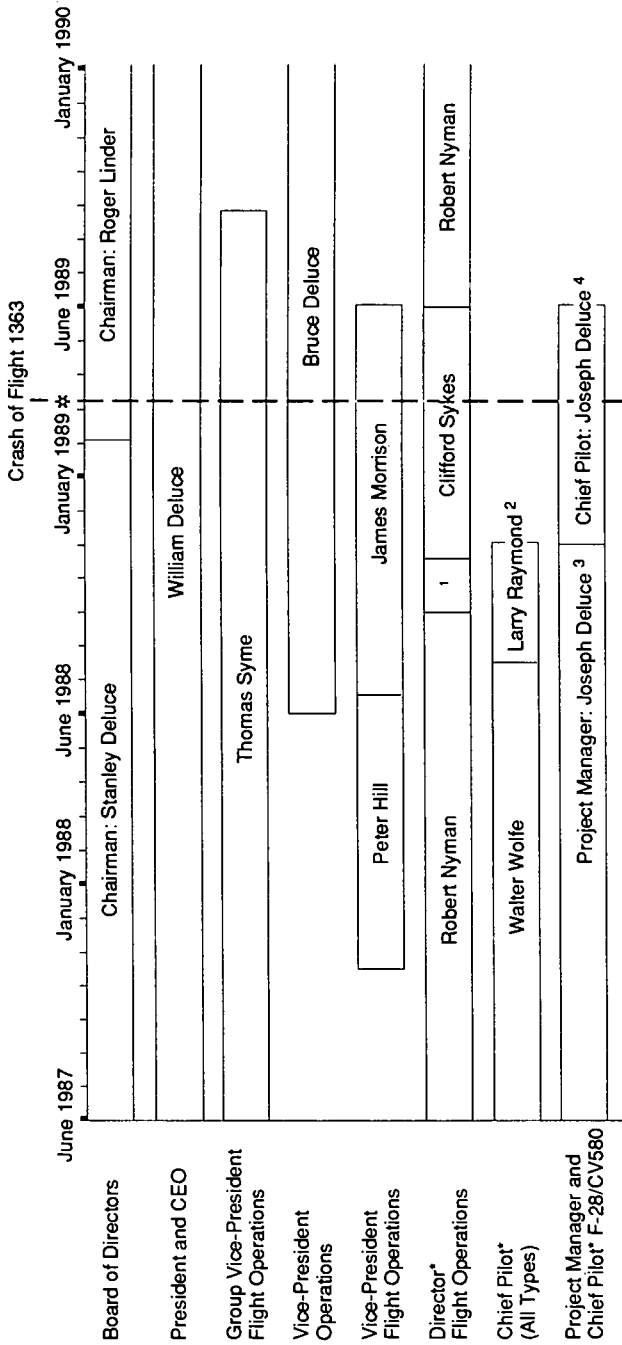 Crash of Flight 1363
June 1987
January 1988
June 1988
January 1989*
June 1989
January 1990
Board of Directors
Chairman: Stanley Deluce
Chairman: Roger Linder
President and CEO
William Deluce
Group Vice-President
Flight Operations
Thomas Syme
Vice-President
Operations
Bruce Deluce
Vice-President
Flight Operations
Peter Hill
James Morrison
Director*
Flight Operations
Robert Nyman
1
Clifford Sykes
Robert Nyman
Chief Pilot*
(All Types)
Walter Wolfe
Larry Raymond 2
Project Manager and
Chief Pilot* F-28/CV580
Project Manager: Joseph Deluce 3
Chief Pilot: Joseph Deluce 4